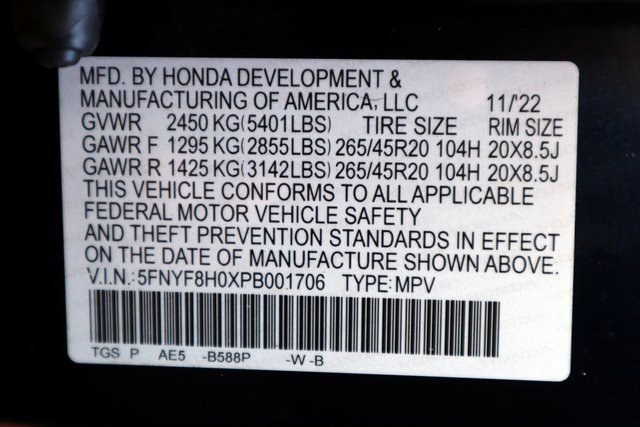 MFD. BY HONDA DEVELOPMENT &
MANUFACTURING OF AMERICA, LLC 11/'22
GVWR 2450 KG(5401LBS) TIRE SIZE RIM SIZE
GAWR F 1295 KG(2855LBS) 265/45R20 104H 20X8.5J
GAWR R 1425 KG(3142LBS) 265/45R20 104H 20X8.5J
THIS VEHICLE CONFORMS TO ALL APPLICABLE
FEDERAL MOTOR VEHICLE SAFETY
AND THEFT PREVENTION STANDARDS IN EFFECT
ON THE DATE OF MANUFACTURE SHOWN ABOVE.
V.I.N.: 5FNYF8H0XPB001706 TYPE: MPV
TGS P AE5 -B588P -W -B